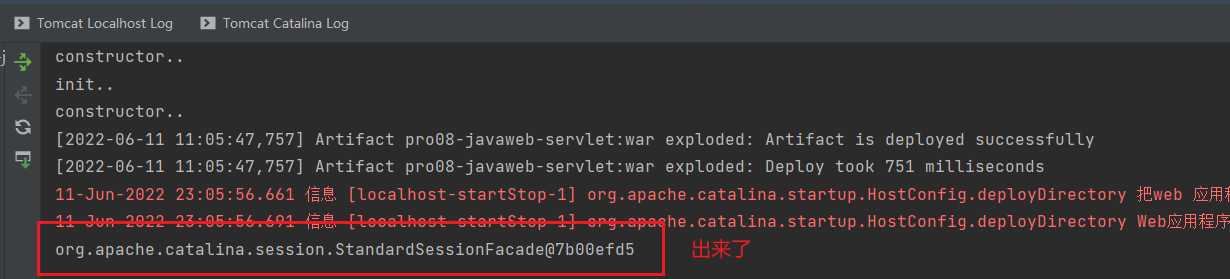 Tomcat Localhost Log Tomcat Catalina Log
constructor..
init..
constructor..
[2022-06-11 11:05:47,757] Artifact pro08-javaweb-servlet:war exploded: Artifact is deployed successfully
[2022-06-11 11:05:47,757] Artifact pro08-javaweb-servlet:war exploded: Deploy took 751 milliseconds
11-Jun-2022 23:05:56.661 信息 [localhost-startStop-1] org.apache.catalina.startup.HostConfig.deployDirectory 把web 应用程
11-Jun-2022 23:05:56.691 信息 [localhost-startStop-1] org.apache.catalina.startup.HostConfig.deployDirectory Web应用程序
org.apache.catalina.session.StandardSessionFacade@7b00efd5 出来了